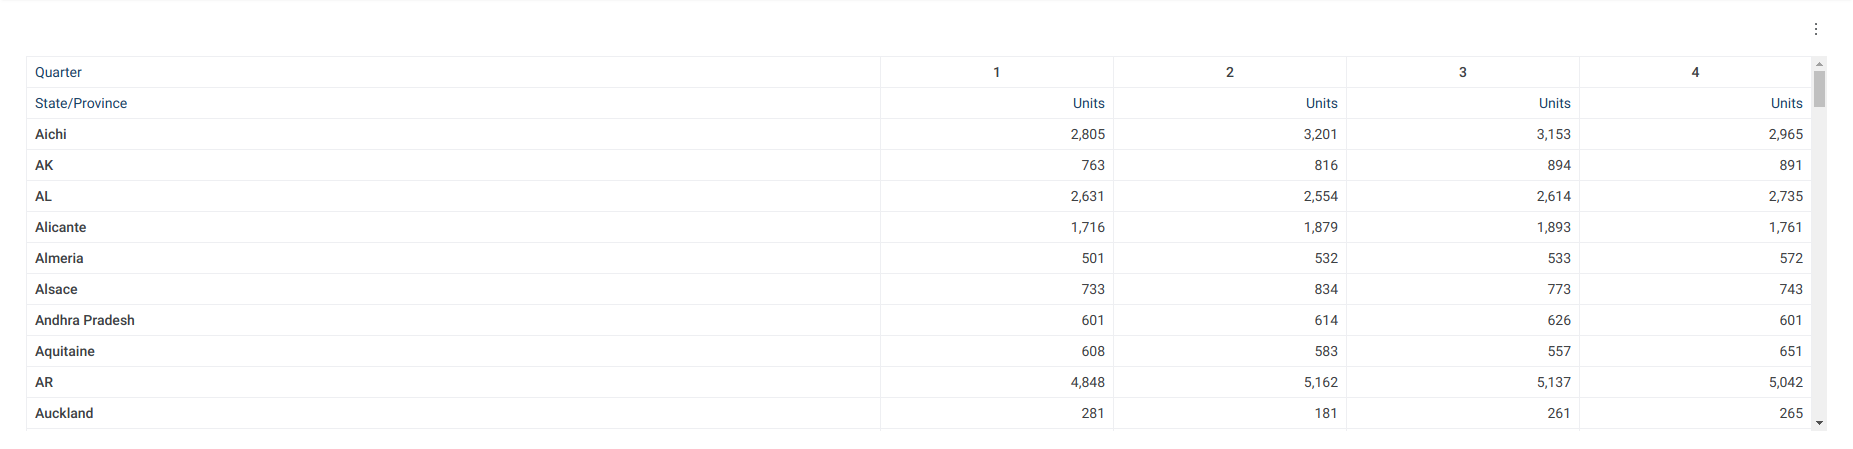 Quarter 1 2 3 4
State/Province Units Units Units Units
Aichi 2,805 3,201 3,153 2,965
AK 763 816 894 891
AL 2,631 2,554 2,614 2,735
Alicante 1,716 1,879 1,893 1,761
Almeria 501 532 533 572
Alsace 733 834 773 743
Andhra Pradesh 601 614 626 601
Aquitaine 608 583 557 651
AR 4,848 5,162 5,137 5,042
Auckland 281 181 261 265